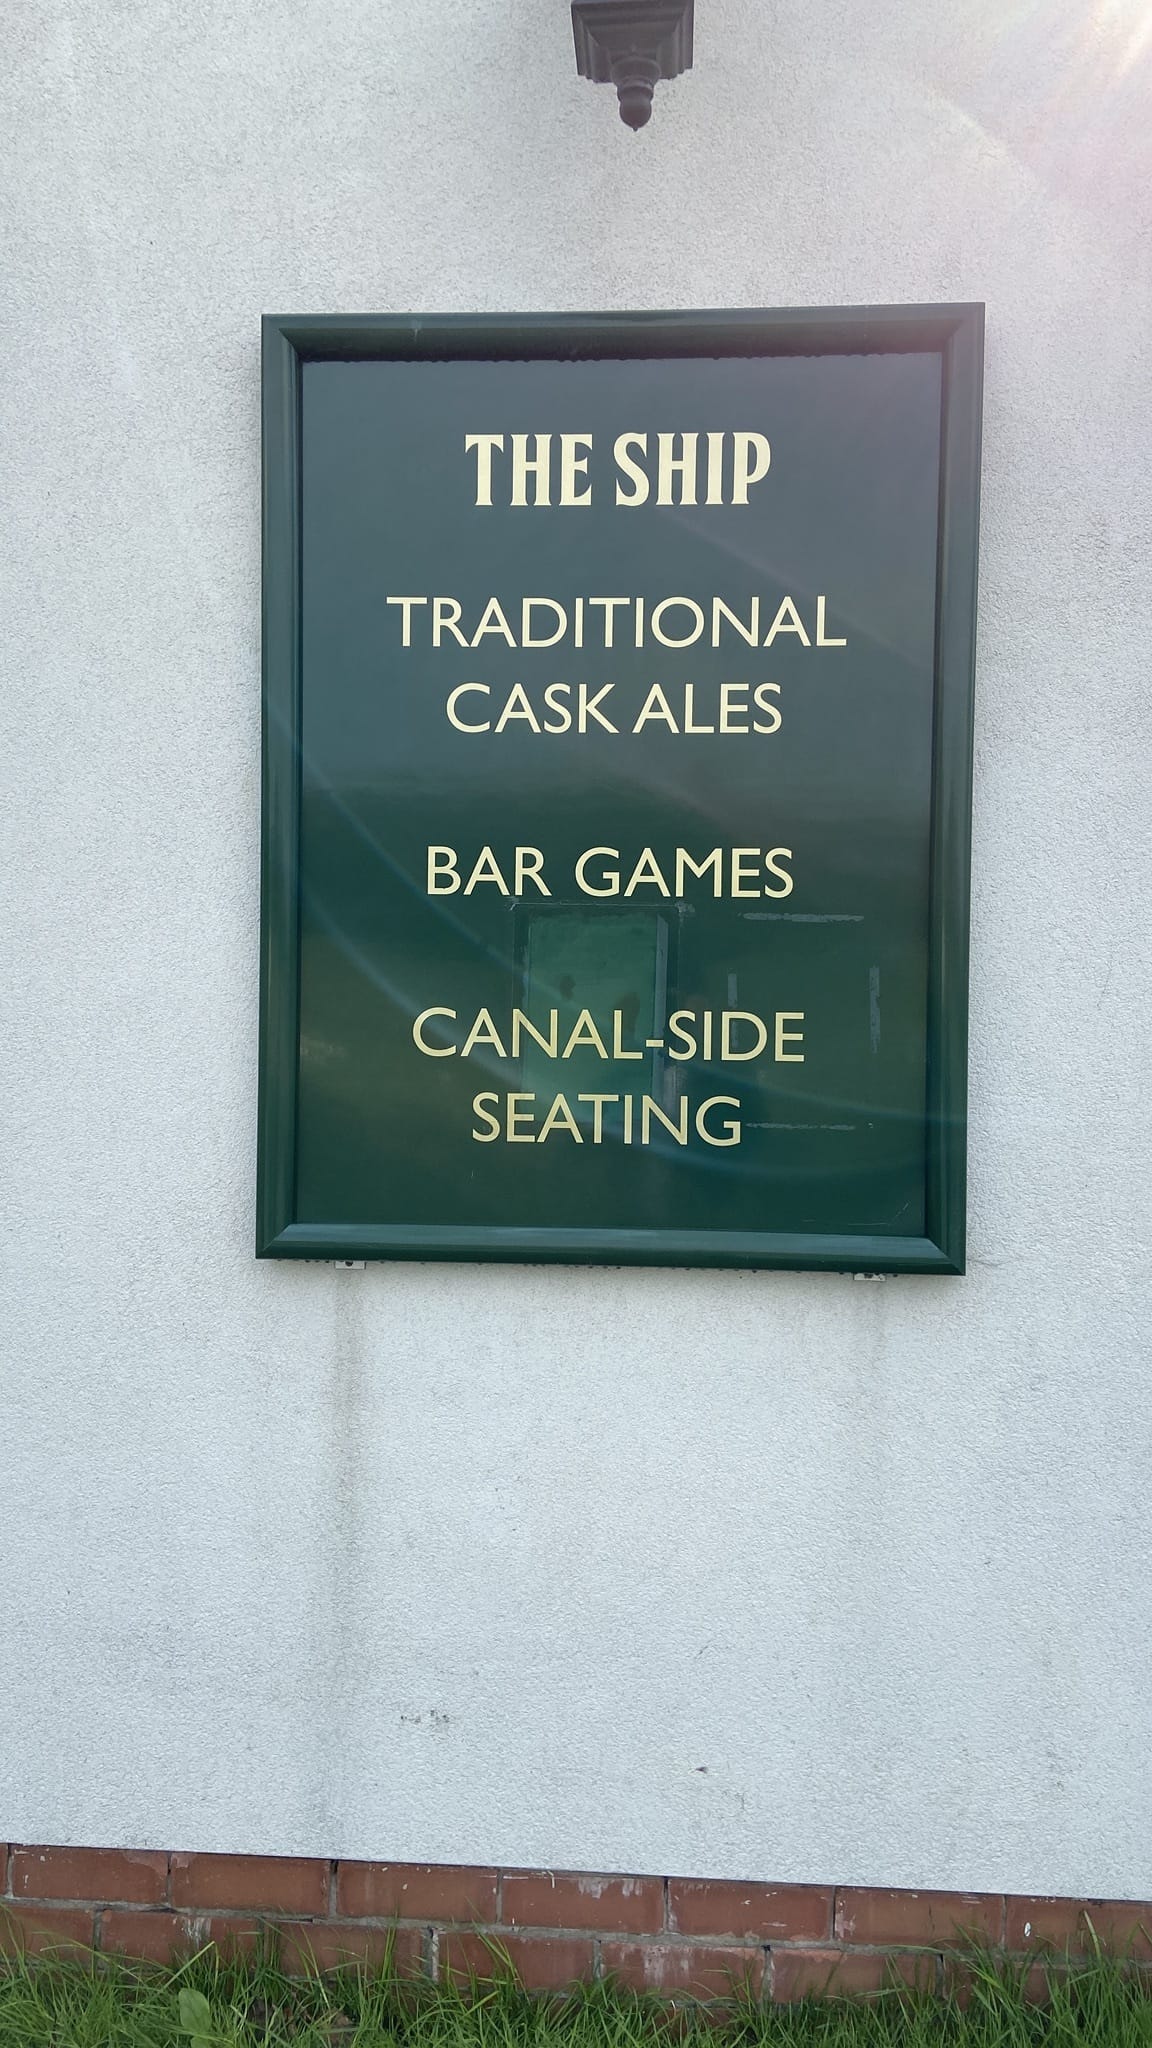 THE SHIP
TRADITIONAL
CASK ALES
BAR GAMES
CANAL-SIDE
SEATING